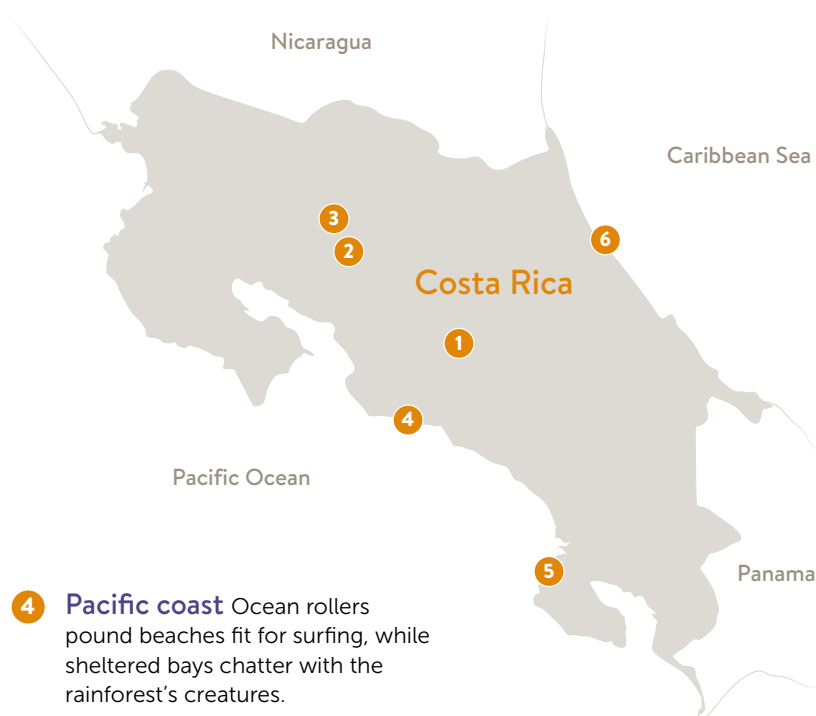 Nicaragua
Caribbean Sea
3
6
2
Costa Rica
1
4
Pacific Ocean
5
Panama
4 Pacific coast Ocean rollers
pound beaches fit for surfing, while
sheltered bays chatter with the
rainforest's creatures.